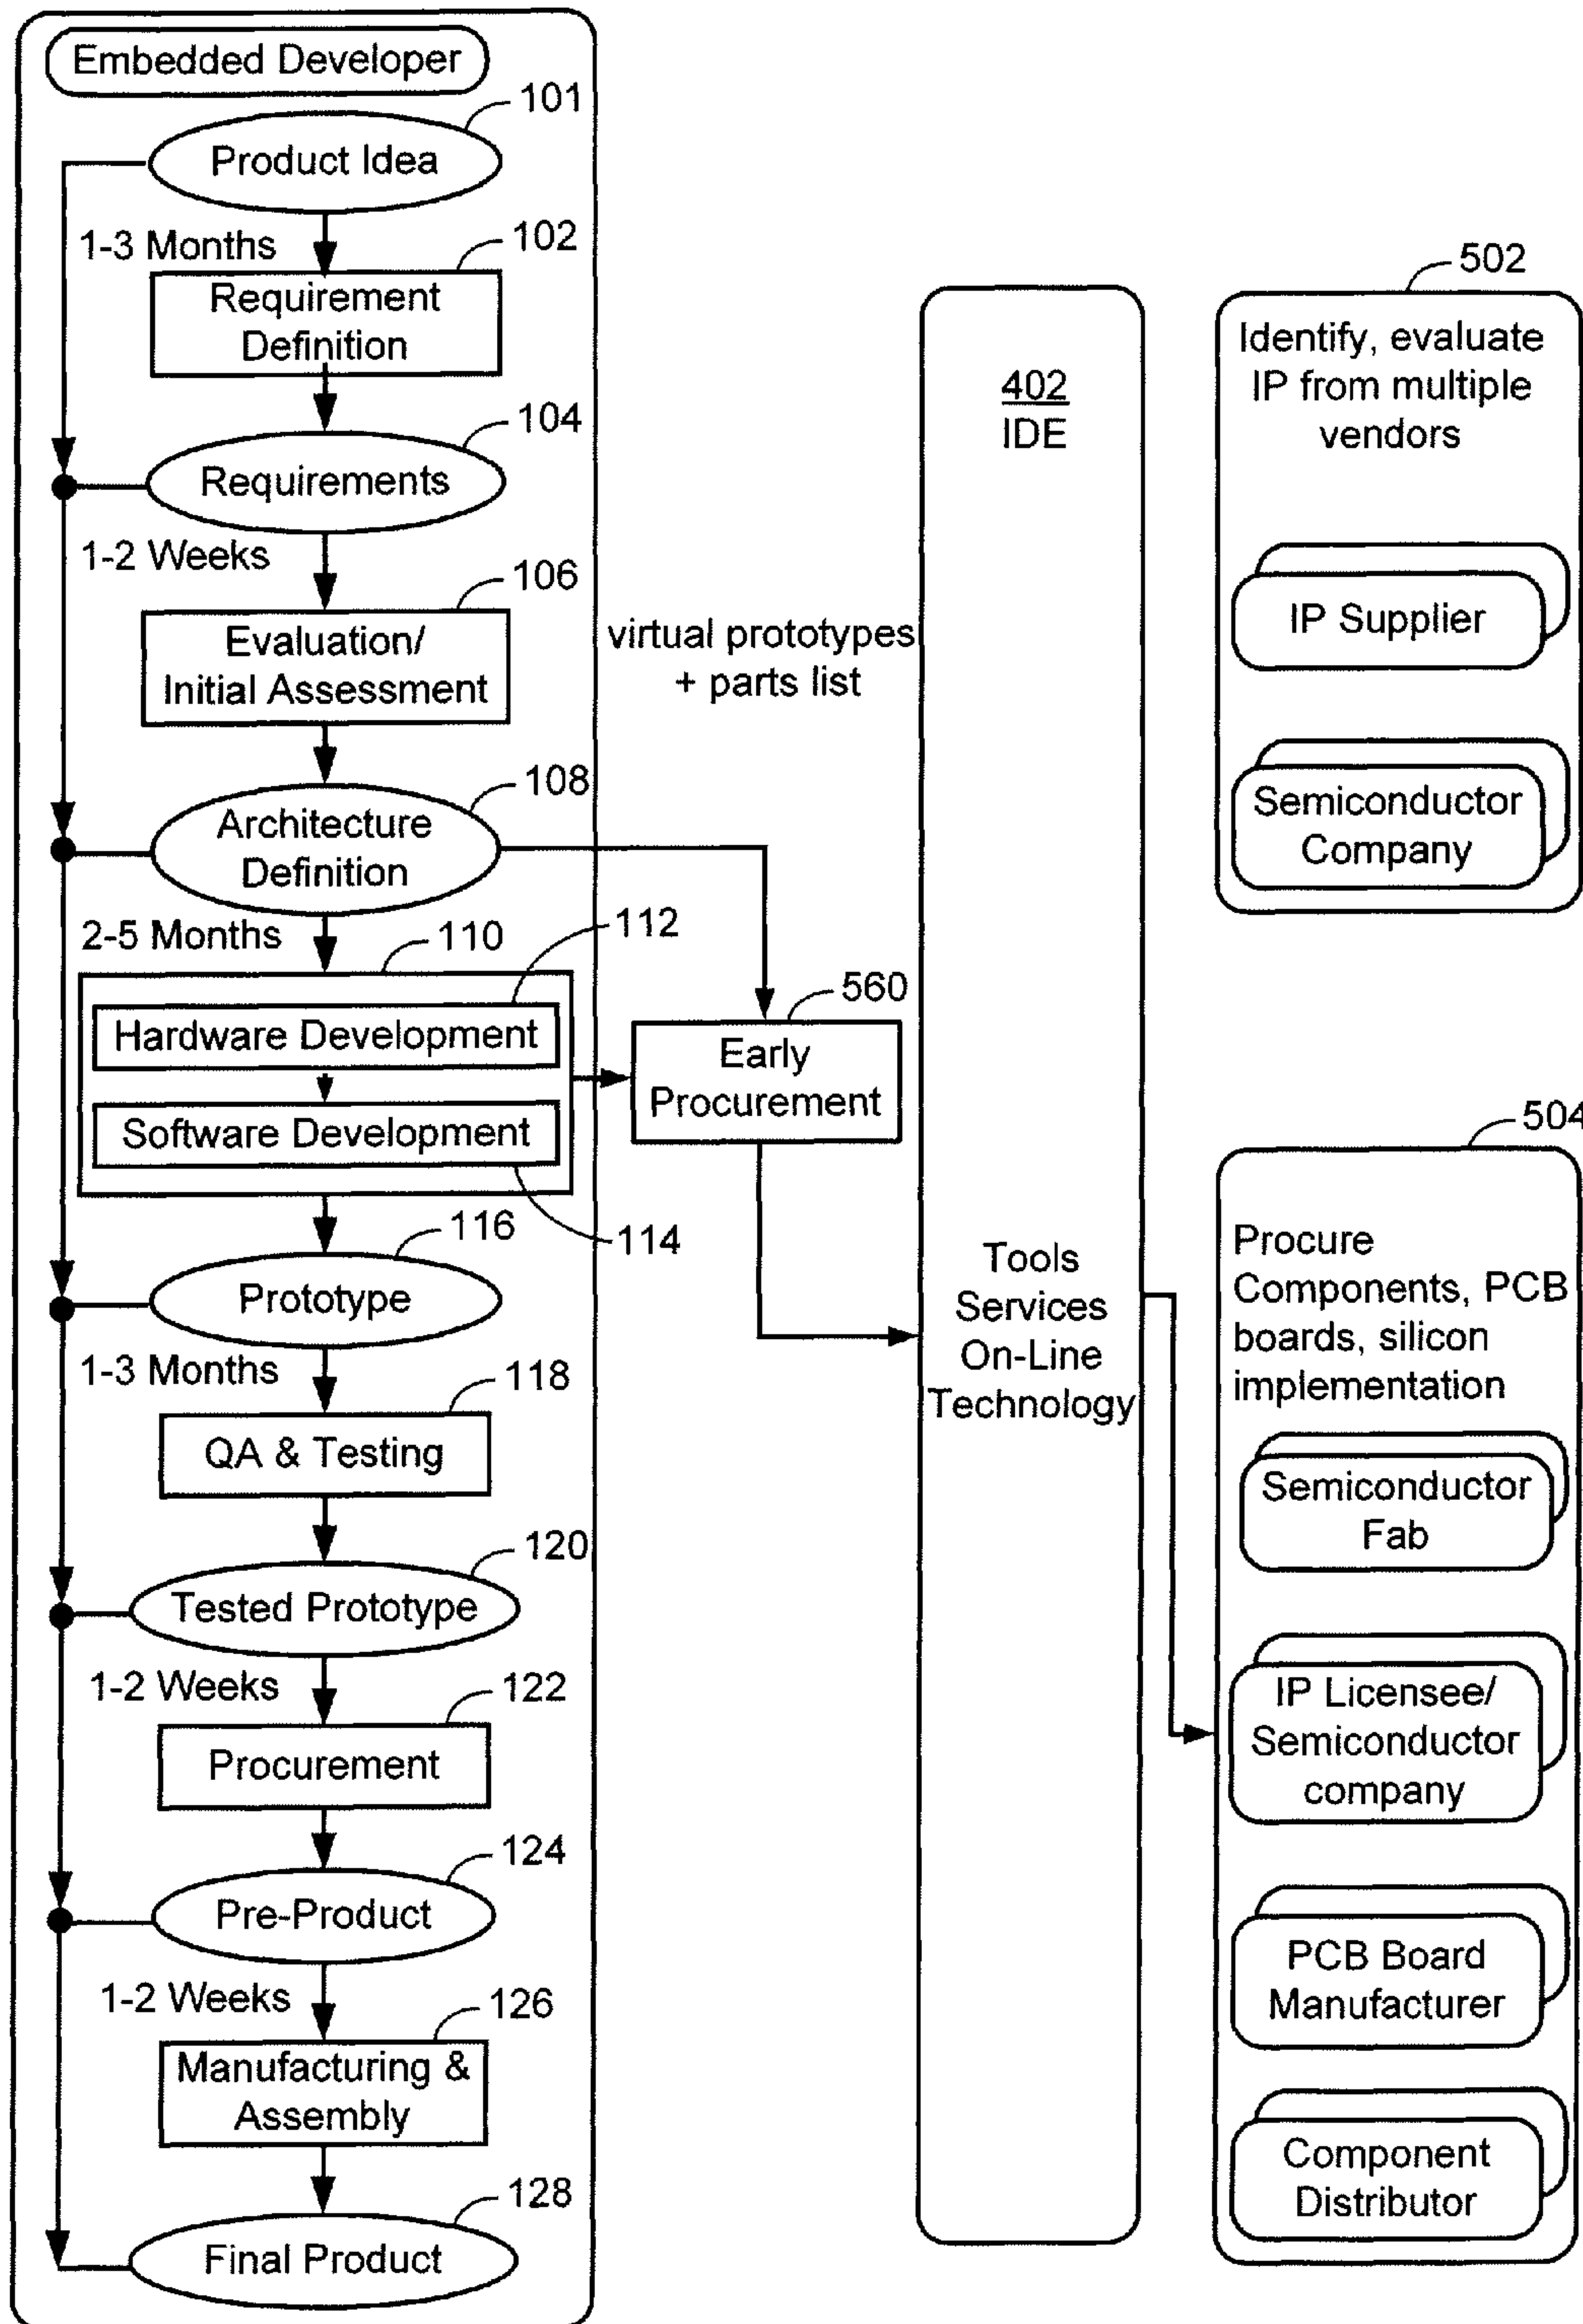 Embedded Developer
101
Product Idea
1-3 Months
102
Requirement
Definition
104
Requirements
1-2 Weeks
106
Evaluation/
Initial Assessment
108
Architecture
Definition
2-5 Months
110
112
Hardware Development
Software Development
114
116
Prototype
1-3 Months
118
QA & Testing
120
Tested Prototype
1-2 Weeks
122
Procurement
124
Pre-Product
1-2 Weeks
126
Manufacturing &
Assembly
128
Final Product
virtual prototypes
+ parts list
560
Early
Procurement
402
IDE
Tools
Services
On-Line
Technology
502
Identify, evaluate
IP from multiple
vendors
IP Supplier
Semiconductor
Company
504
Procure
Components, PCB
boards, silicon
implementation
Semiconductor
Fab
IP Licensee/
Semiconductor
company
PCB Board
Manufacturer
Component
Distributor